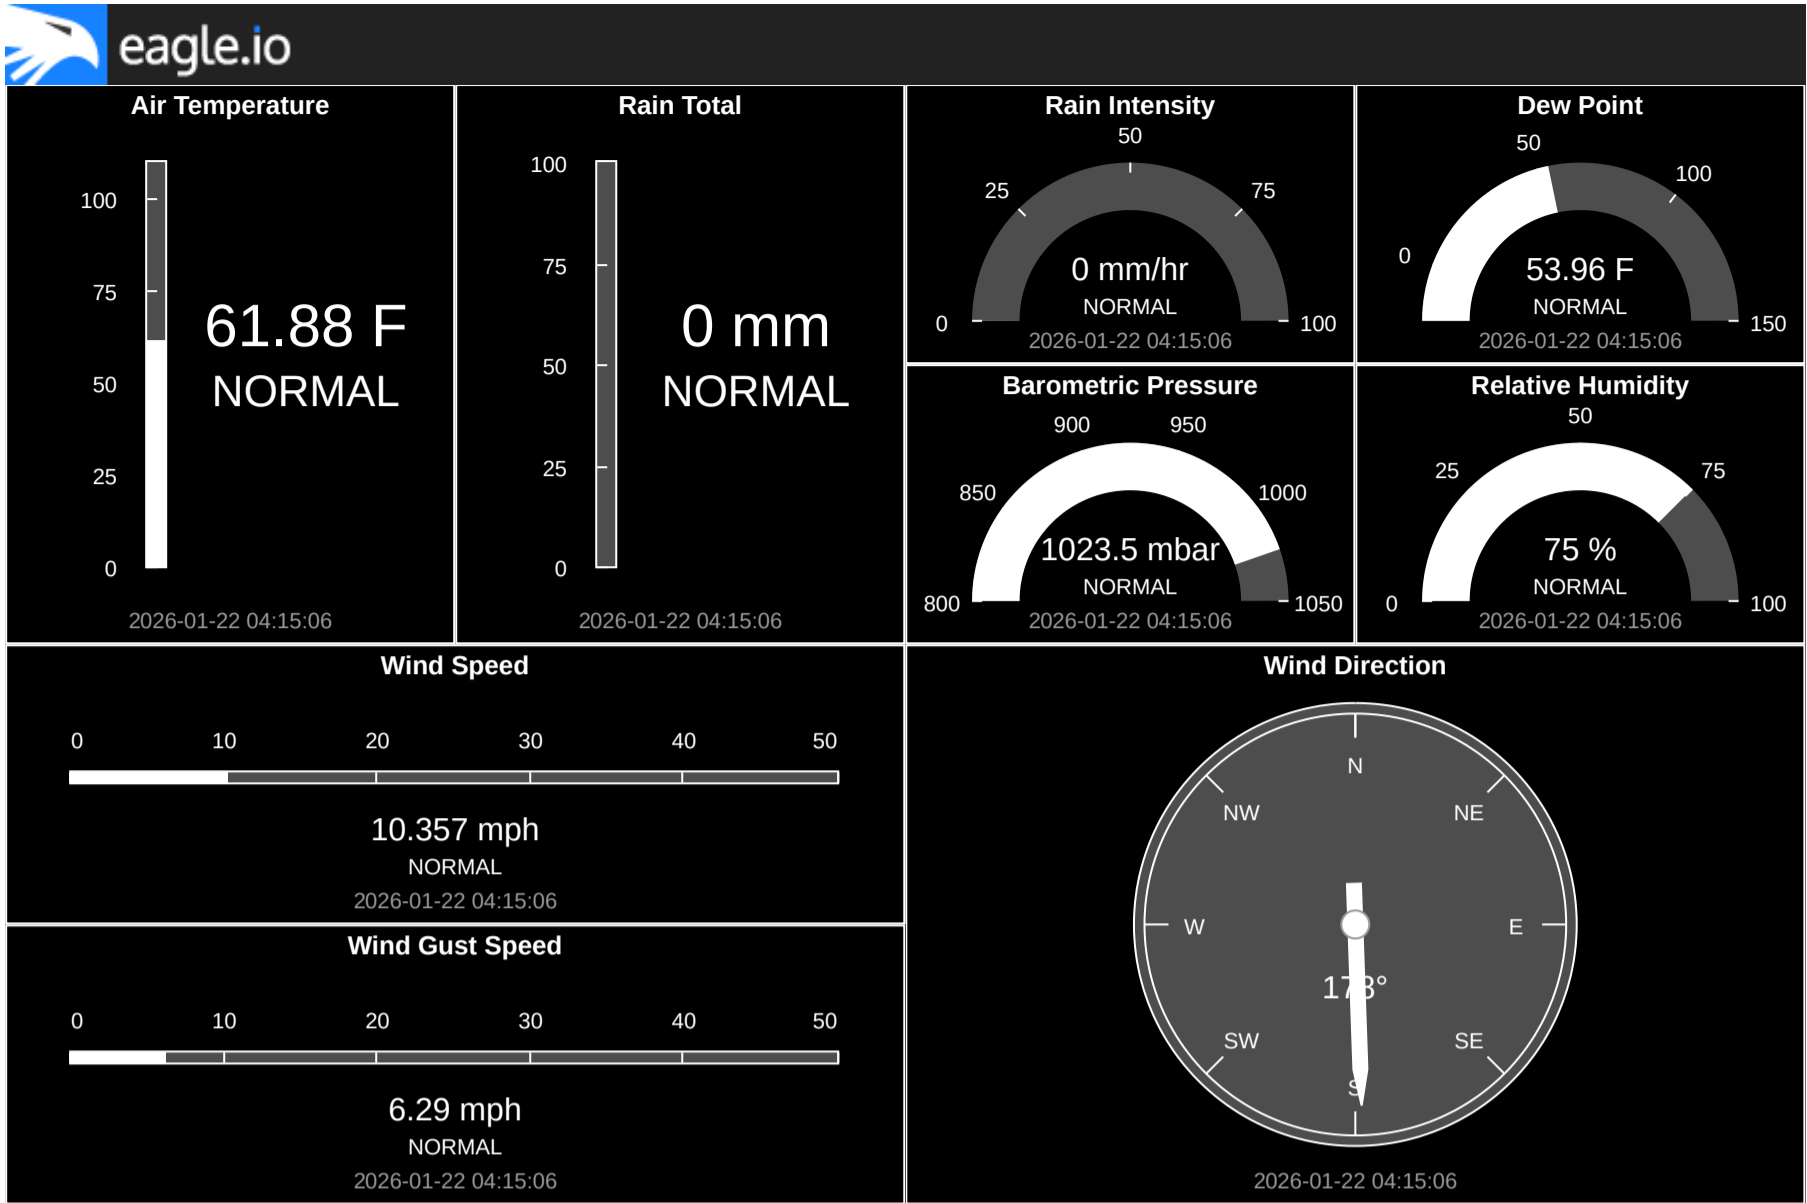 eagle.io
Air Temperature
100
75
50
25
0
61.88 F
NORMAL
2026-01-22 04:15:06
Rain Total
100
75
50
25
0
0 mm
NORMAL
2026-01-22 04:15:06
Rain Intensity
0
25
50
75
100
0 mm/hr
NORMAL
2026-01-22 04:15:06
Dew Point
0
50
100
150
53.96 F
NORMAL
2026-01-22 04:15:06
Barometric Pressure
800
850
900
950
1000
1050
1023.5 mbar
NORMAL
2026-01-22 04:15:06
Relative Humidity
0
25
50
75
100
75 %
NORMAL
2026-01-22 04:15:06
Wind Speed
0 10 20 30 40 50
10.357 mph
NORMAL
2026-01-22 04:15:06
Wind Gust Speed
0 10 20 30 40 50
6.29 mph
NORMAL
2026-01-22 04:15:06
Wind Direction
N
NW NE
W E
SW SE
S
2026-01-22 04:15:06